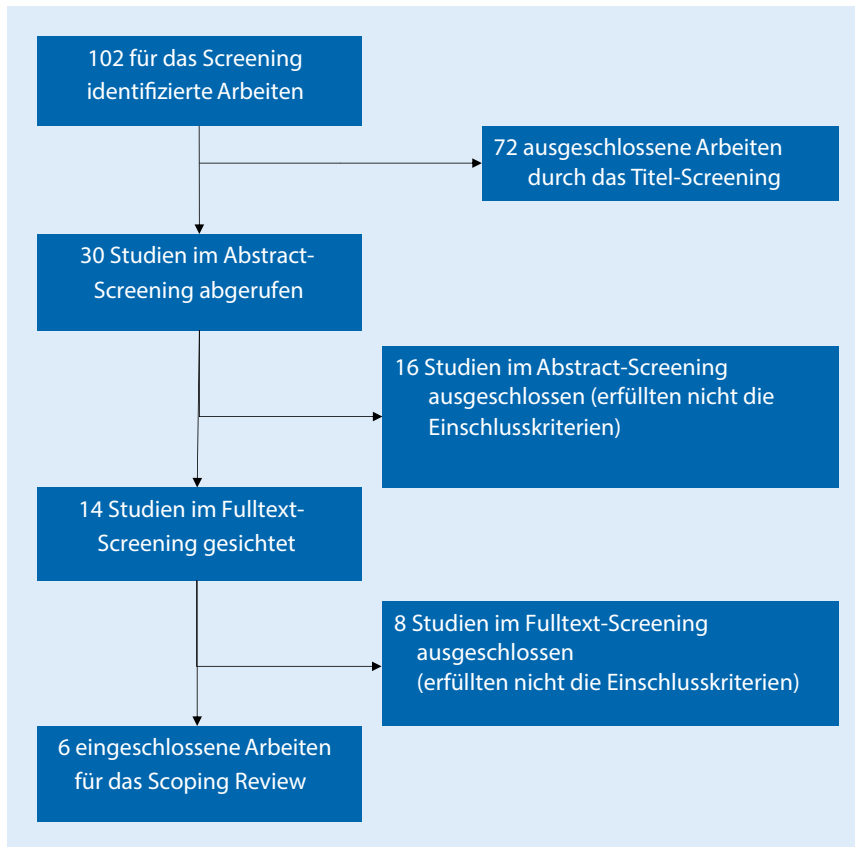 102 für das Screening
identifizierte Arbeiten
72 ausgeschlossene Arbeiten
durch das Titel-Screening
30 Studien im Abstract-
Screening abgerufen
16 Studien im Abstract-Screening
ausgeschlossen (erfüllten nicht die
Einschlusskriterien)
14 Studien im Fulltext-
Screening gesichtet
8 Studien im Fulltext-Screening
ausgeschlossen
(erfüllten nicht die Einschlusskriterien)
6 eingeschlossene Arbeiten
für das Scoping Review